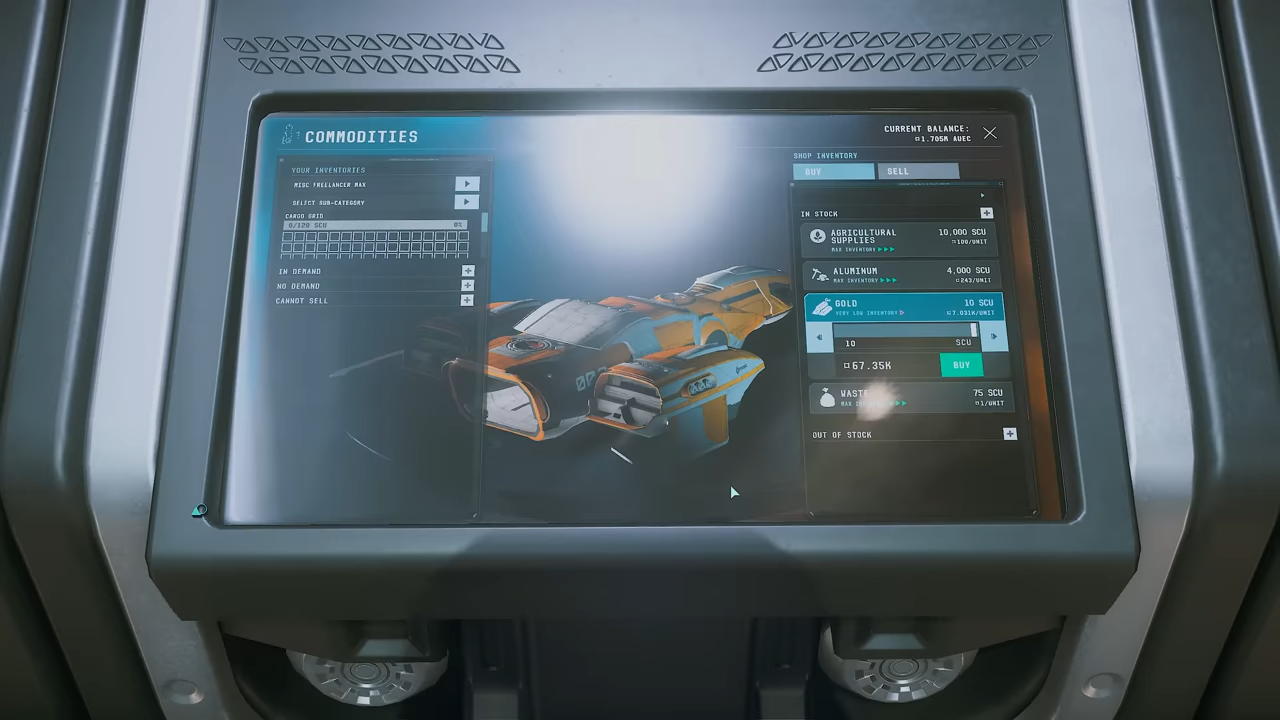 COMMODITIES
CURRENT BALANCE:
¤1.705M AUEC
YOUR INVENTORIES
MISC FREELANCER MAX
SELECT SUB-CATEGORY
CARGO GRID
0/120 SCU 0%
IN DEMAND
NO DEMAND
CANNOT SELL
SHOP INVENTORY
BUY SELL
IN STOCK
AGRICULTURAL
SUPPLIES
MAX INVENTORY
10,000 SCU
¤100/UNIT
ALUMINUM
MAX INVENTORY
4,000 SCU
¤243/UNIT
GOLD
VERY LOW INVENTORY
10 SCU
¤7.031K/UNIT
10 SCU
¤67.35K
BUY
WASTE
MAX
75 SCU
¤1/UNIT
OUT OF STOCK